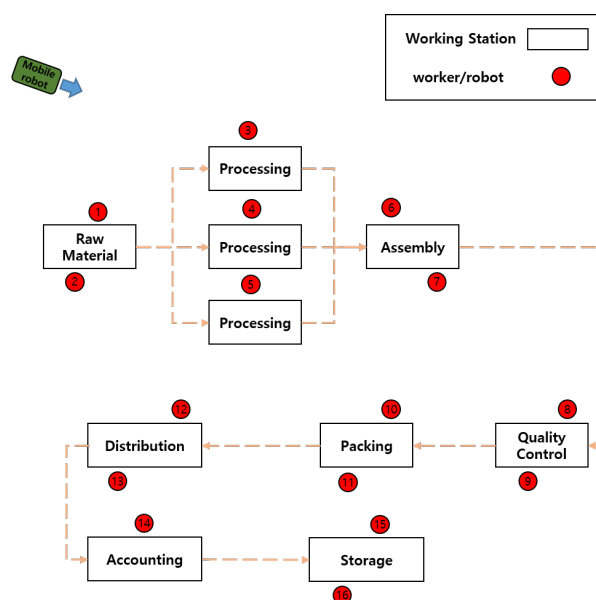 Working Station
worker/robot
Mobile
robot
3
Processing
1
4
6
Raw
Material
Processing
Assembly
2
5
7
Processing
12
10
8
Distribution
Packing
Quality
Control
13
11
9
14
15
Accounting
Storage
16